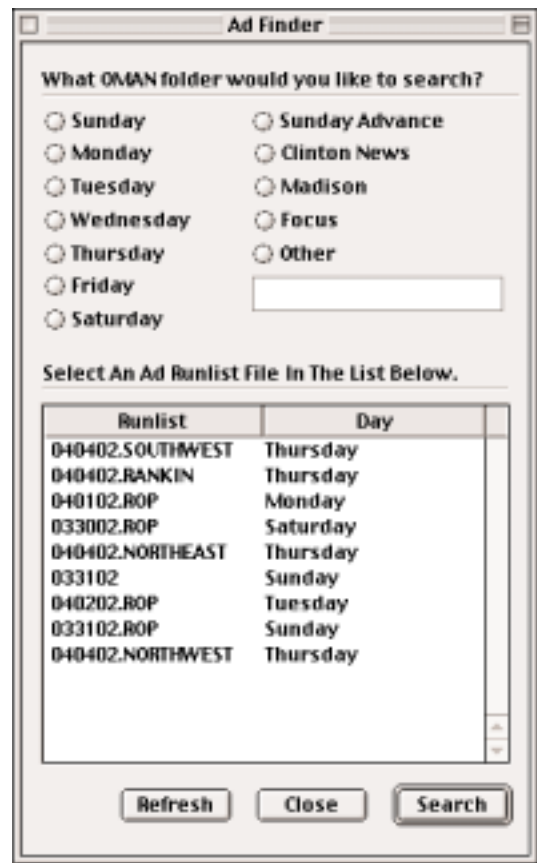 Ad Finder
What OMAN folder would you like to search?
Sunday
Monday
Tuesday
Wednesday
Thursday
Friday
Saturday
Sunday Advance
Clinton News
Madison
Focus
Other
Select An Ad Runlist File In The List Below.
Runlist Day
040402.SOUTHWEST Thursday
040402.RANKIN Thursday
040102.ROP Monday
033002.ROP Saturday
040402.NORTHEAST Thursday
033102 Sunday
040202.ROP Tuesday
033102.ROP Sunday
040402.NORTHWEST Thursday
Refresh Close Search